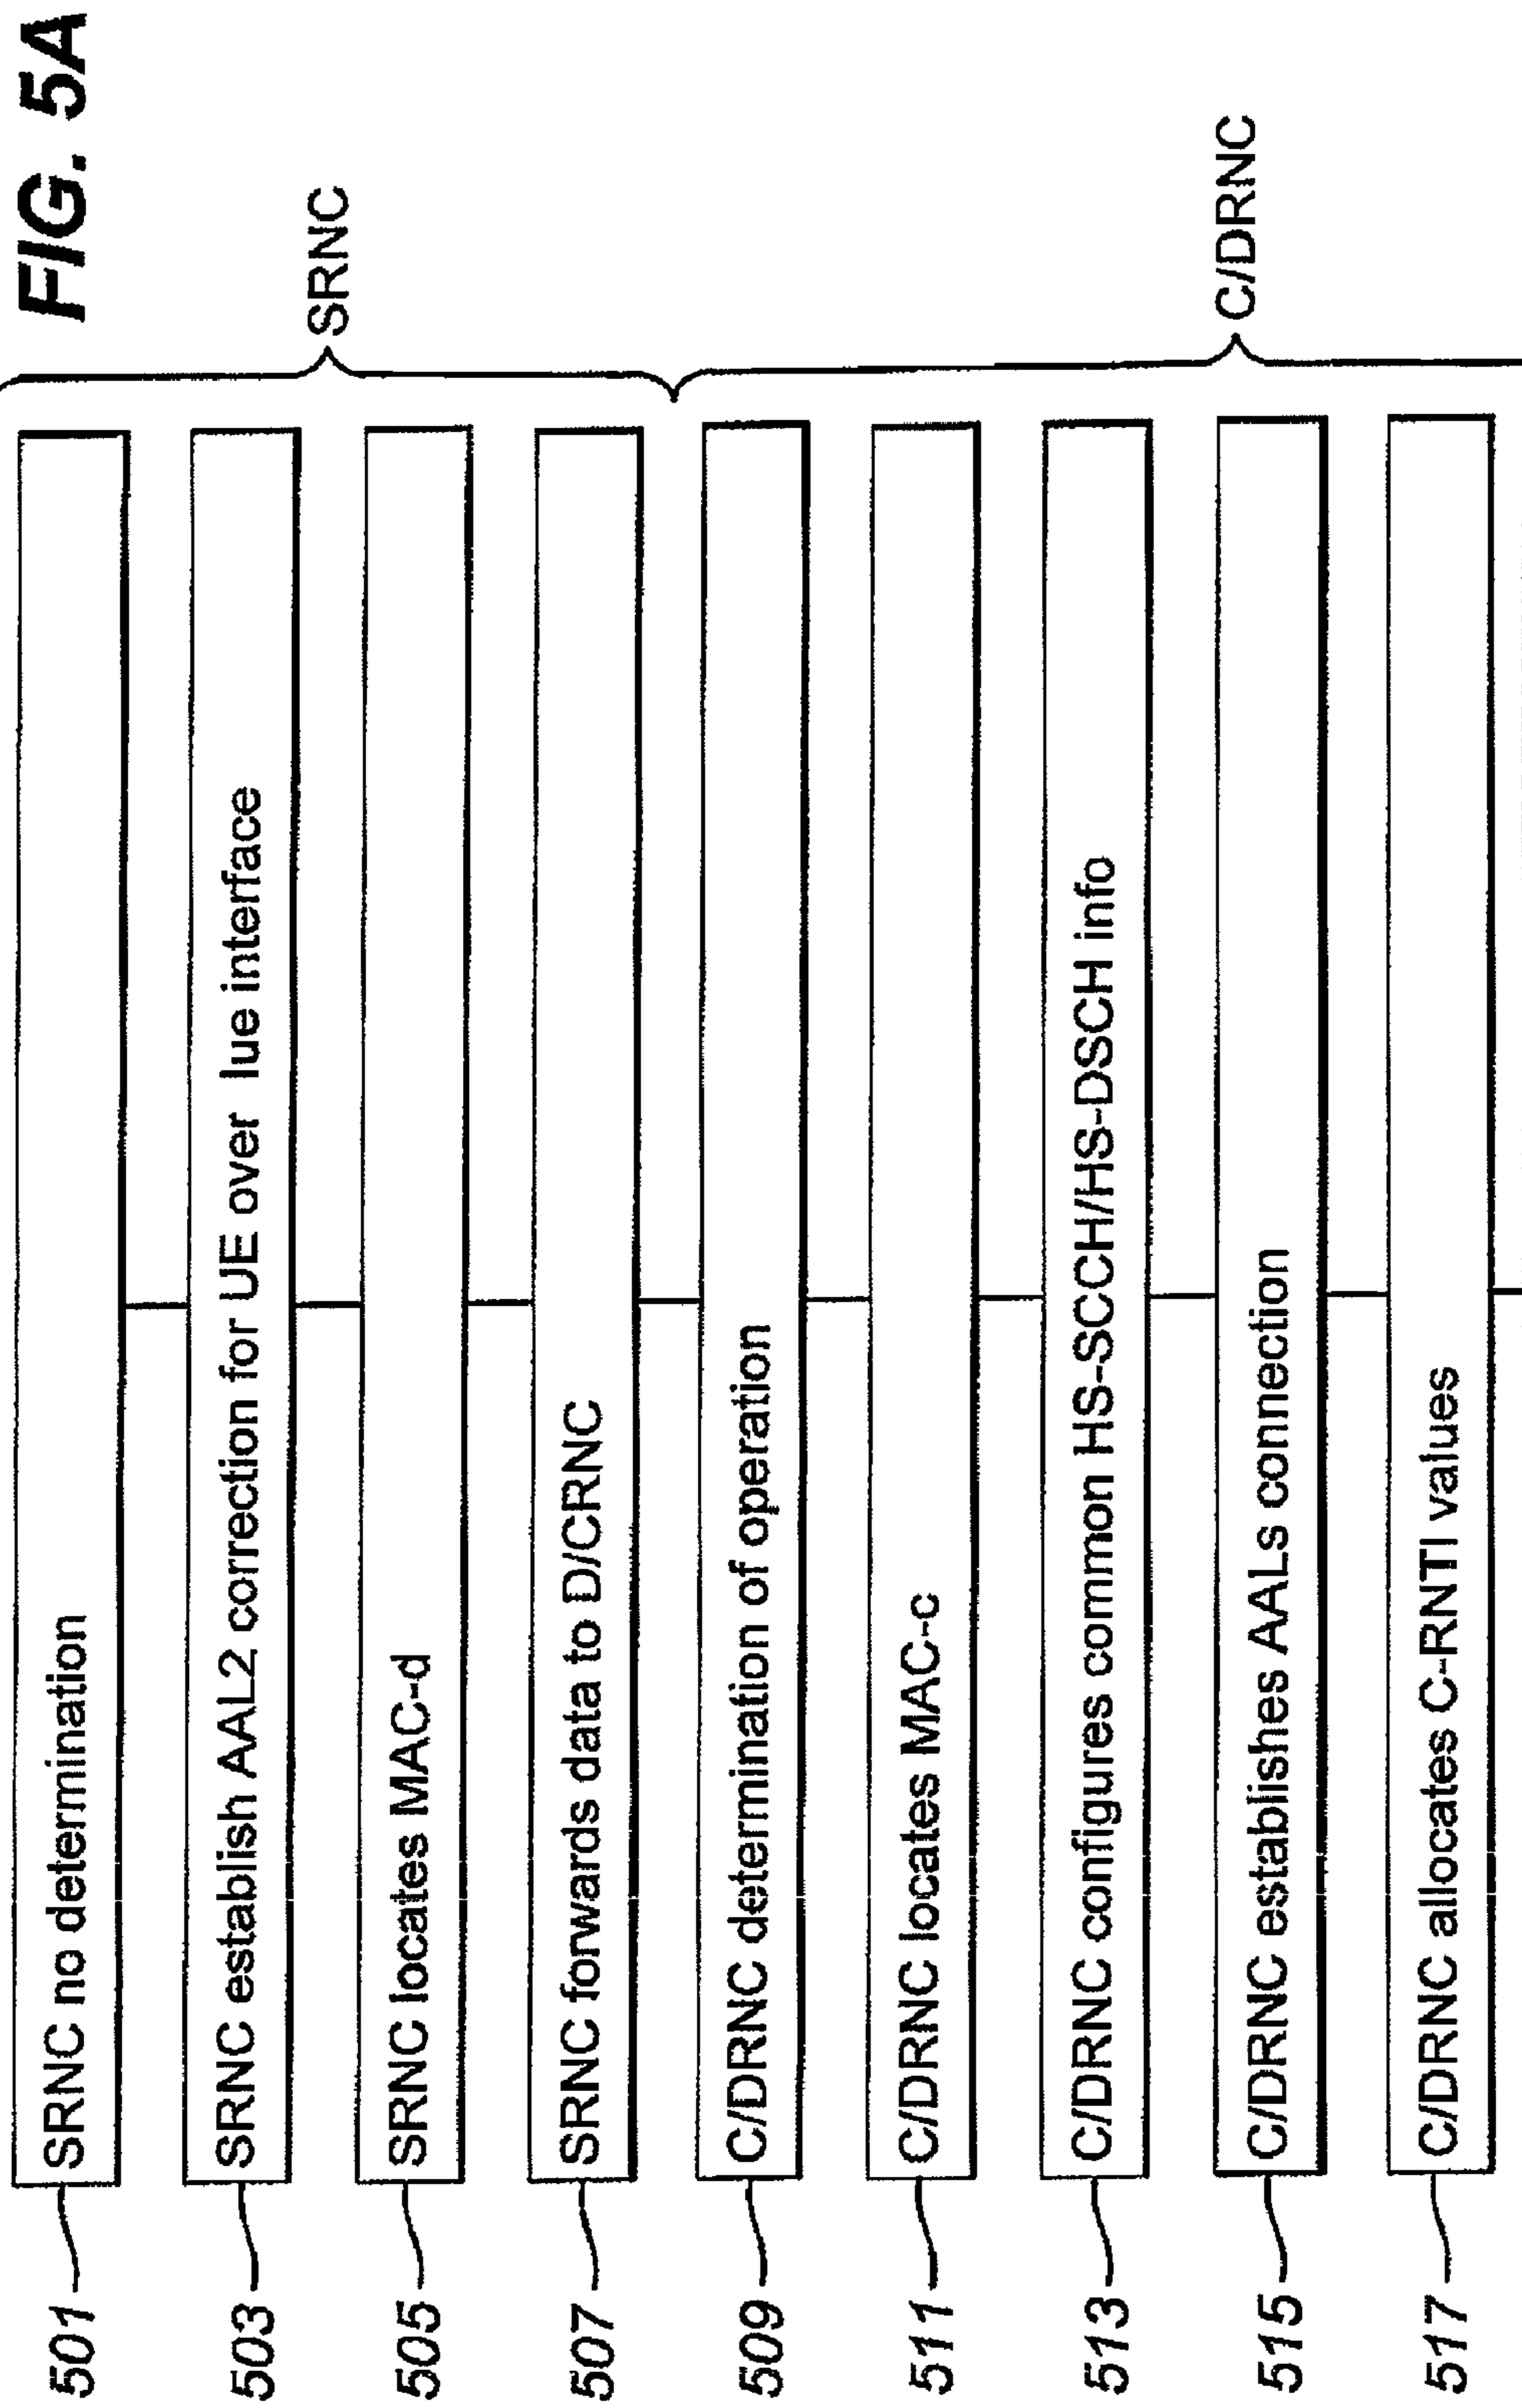 FIG. 5A
501
SRNC no determination
503
SRNC establish AAL2 correction for UE over Iue interface
505
SRNC locates MAC-d
507
SRNC forwards data to D/CRNC
SRNC
509
C/DRNC determination of operation
511
C/DRNC locates MAC-c
513
C/DRNC configures common HS-SCCH/HS-DSCH info
515
C/DRNC establishes AALs connection
517
C/DRNC allocates C-RNTI values
C/DRNC